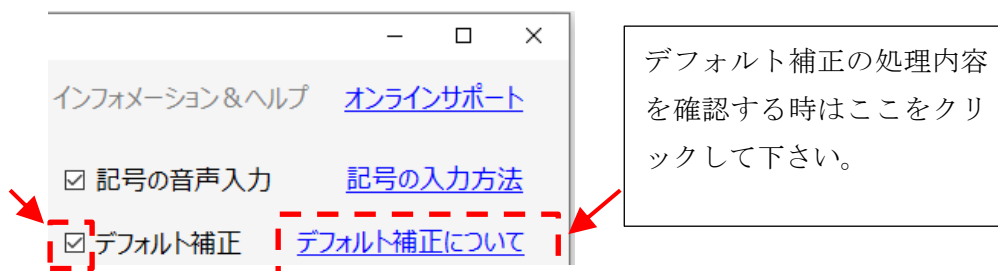 インフォメーション＆ヘルプ オンラインサポート
記号の音声入力 記号の入力方法
デフォルト補正 デフォルト補正について
デフォルト補正の処理内容
を確認する時はここをクリ
ックして下さい。